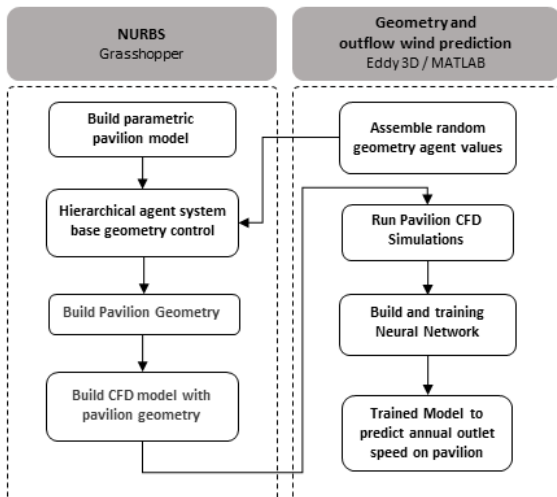 NURBS
Grasshopper
Geometry and
outflow wind prediction
Eddy 3D / MATLAB
Build parametric
pavilion model
Hierarchical agent system
base geometry control
Build Pavilion Geometry
Build CFD model with
pavilion geometry
Assemble random
geometry agent values
Run Pavilion CFD
Simulations
Build and training
Neural Network
Trained Model to
predict annual outlet
speed on pavilion